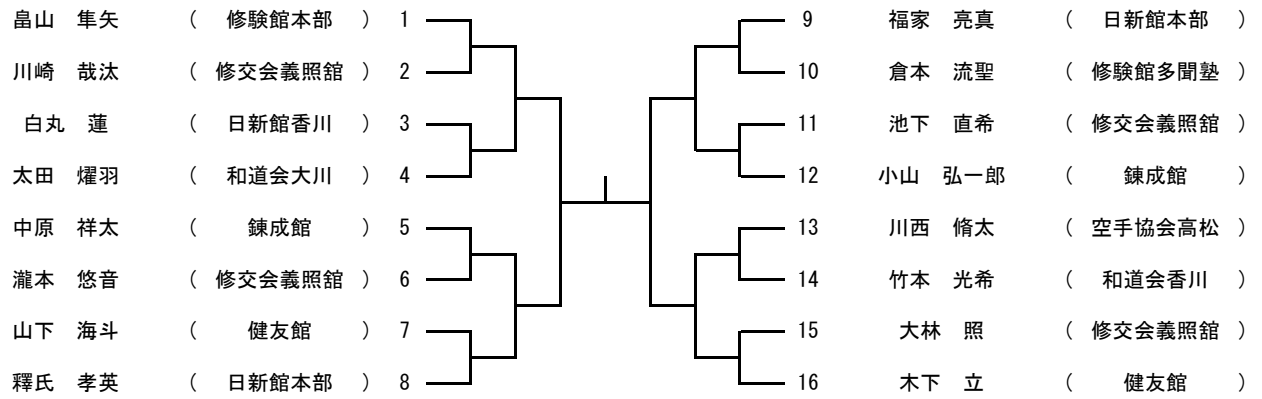 畠山 隼矢 ( 修験館本部 ) 1
川崎 哉汰 ( 修交会義照舘 ) 2
白丸 蓮 ( 日新館香川 ) 3
太田 燿羽 ( 和道会大川 ) 4
中原 祥太 ( 錬成館 ) 5
瀧本 悠音 ( 修交会義照舘 ) 6
山下 海斗 ( 健友館 ) 7
釋氏 孝英 ( 日新館本部 ) 8
9 福家 亮真 ( 日新館本部 )
10 倉本 流聖 ( 修験館多聞塾 )
11 池下 直希 ( 修交会義照舘 )
12 小山 弘一郎 ( 錬成館 )
13 川西 脩太 ( 空手協会高松 )
14 竹本 光希 ( 和道会香川 )
15 大林 照 ( 修交会義照舘 )
16 木下 立 ( 健友館 )